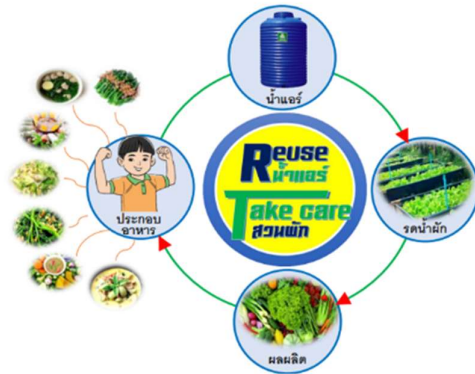 น้ำแอร์
Reuse
น้ำแอร์
Take care
สวนผัก
ประกอบ
อาหาร
รดน้ำผัก
ผลผลิต